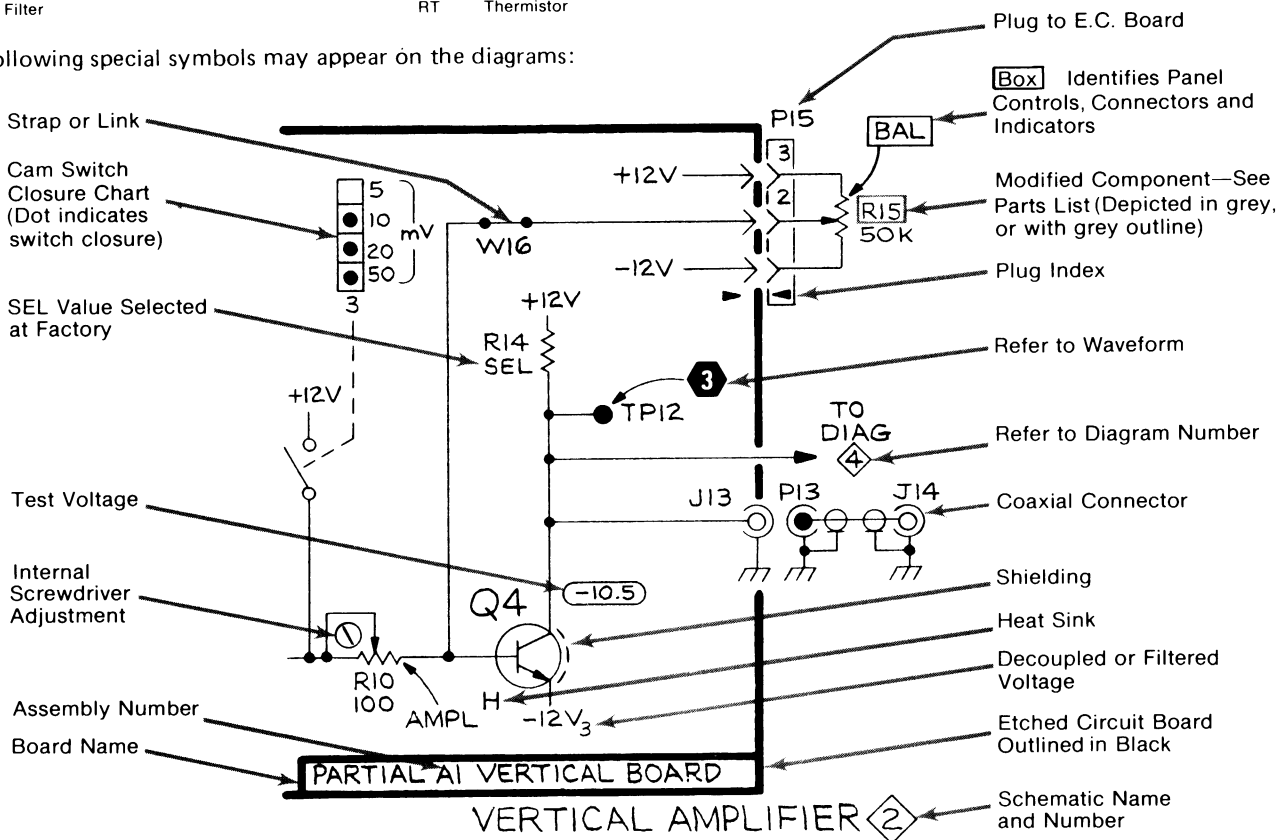 Filter
RT Thermistor
ollowing special symbols may appear on the diagrams:
Plug to E.C. Board
Box Identifies Panel
Controls, Connectors and
Indicators
Modified Component—See
Parts List (Depicted in grey,
or with grey outline)
Plug Index
Refer to Waveform
Refer to Diagram Number
Coaxial Connector
Shielding
Heat Sink
Decoupled or Filtered
Voltage
Etched Circuit Board
Outlined in Black
Schematic Name
and Number
Strap or Link
Cam Switch
Closure Chart
(Dot indicates
switch closure)
SEL Value Selected
at Factory
Test Voltage
Internal
Screwdriver
Adjustment
Assembly Number
Board Name
P15
BAL
3
+12V
2
R15
50K
-12V
5
10
20
50
mV
3
W16
+12V
R14
SEL
3
TP12
+12V
TO
DIAG
4
J13 P13 J14
-10.5
Q4
R10
100
AMPL
H
-12V3
PARTIAL A1 VERTICAL BOARD
VERTICAL AMPLIFIER 2